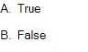 A. True
B. False